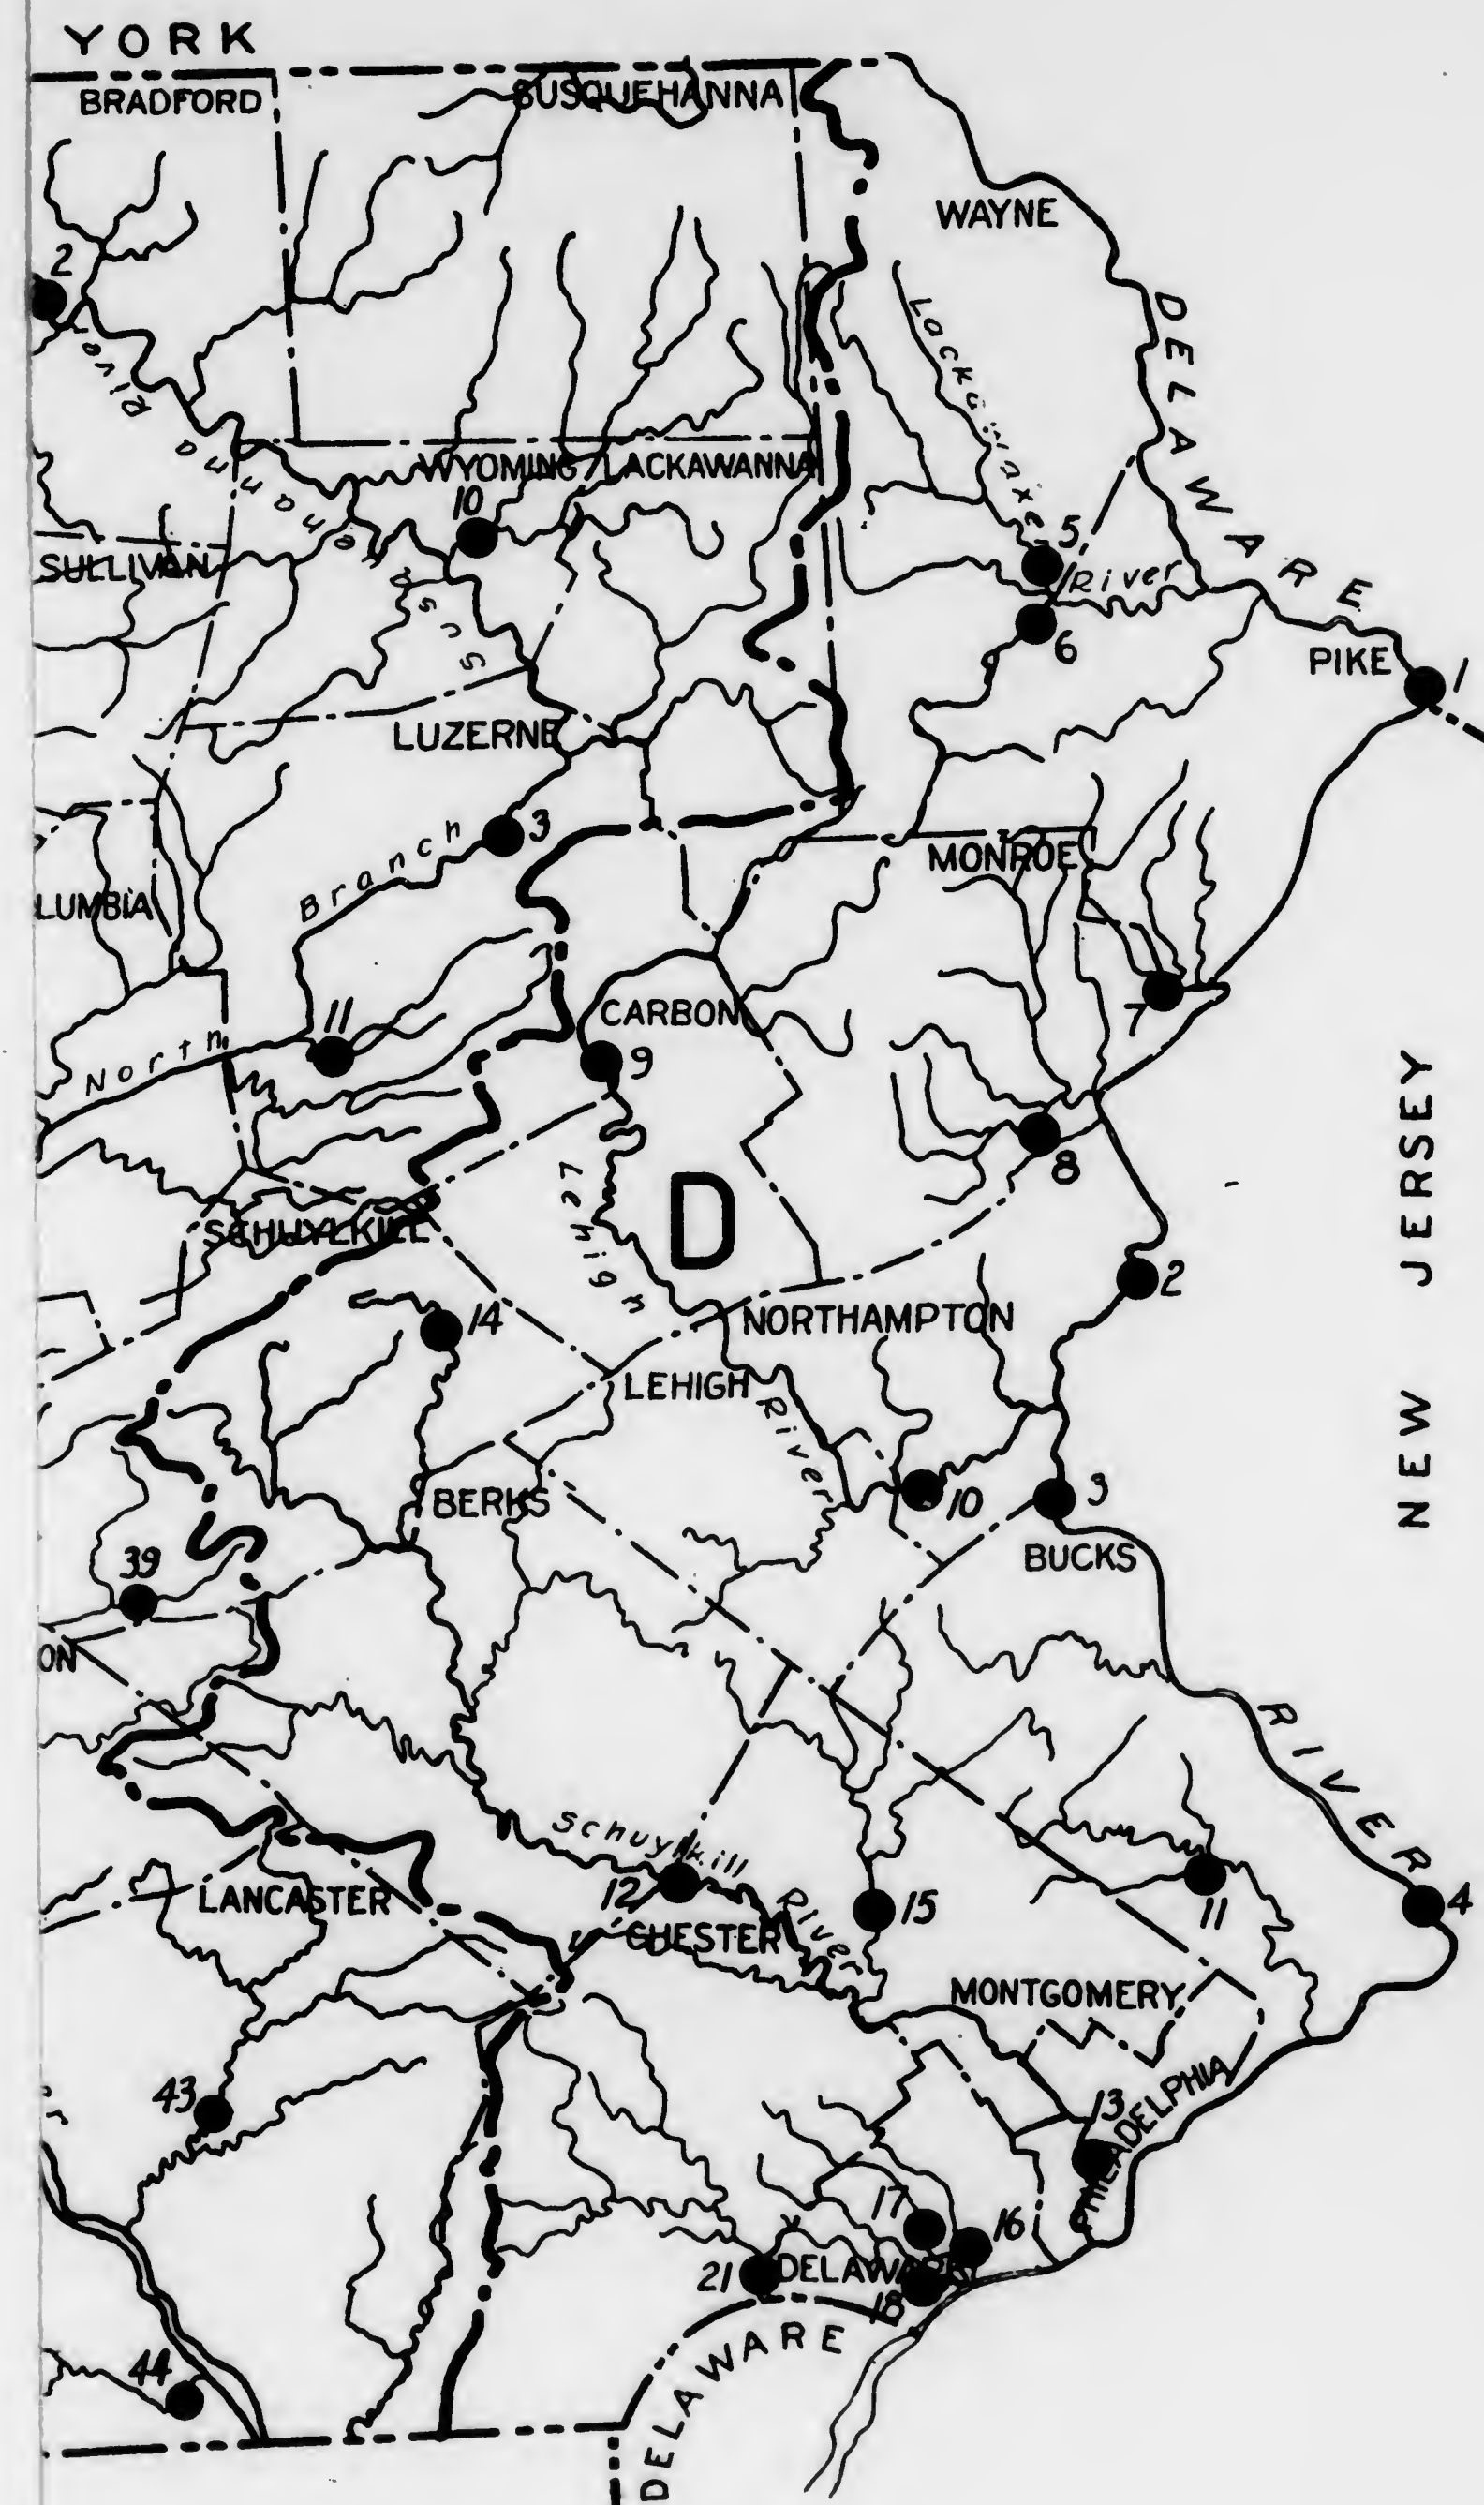 YORK
BRADFORD
SUSQUEHANNA
WAYNE
2
Lackawaxen
DELAWARE
WYOMING
LACKAWANNA
10
5
SULLIVAN
River
6
PIKE
1
LUZERNE
Branch
3
MONROE
LUMBIA
CARBON
7
11
North
9
8
SCHUYLKILL
Lehigh
D
2
NEW JERSEY
14
NORTHAMPTON
LEHIGH
River
10
3
BERKS
BUCKS
39
S
ON
RIVER
Schuylkill
12
River
LANCASTER
15
11
4
CHESTER
MONTGOMERY
43
13
PHILADELPHIA
17
16
21
DELAWARE
18
44
DELAWARE